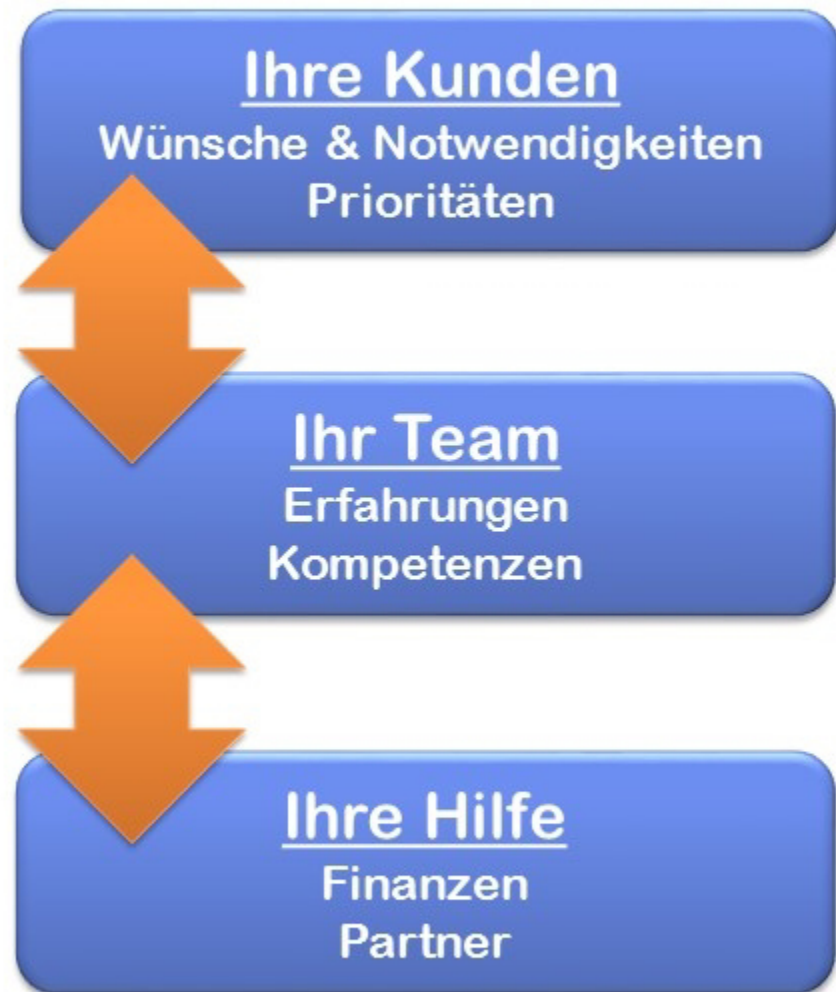 Ihre Kunden
Wünsche & Notwendigkeiten
Prioritäten
Ihr Team
Erfahrungen
Kompetenzen
Ihre Hilfe
Finanzen
Partner